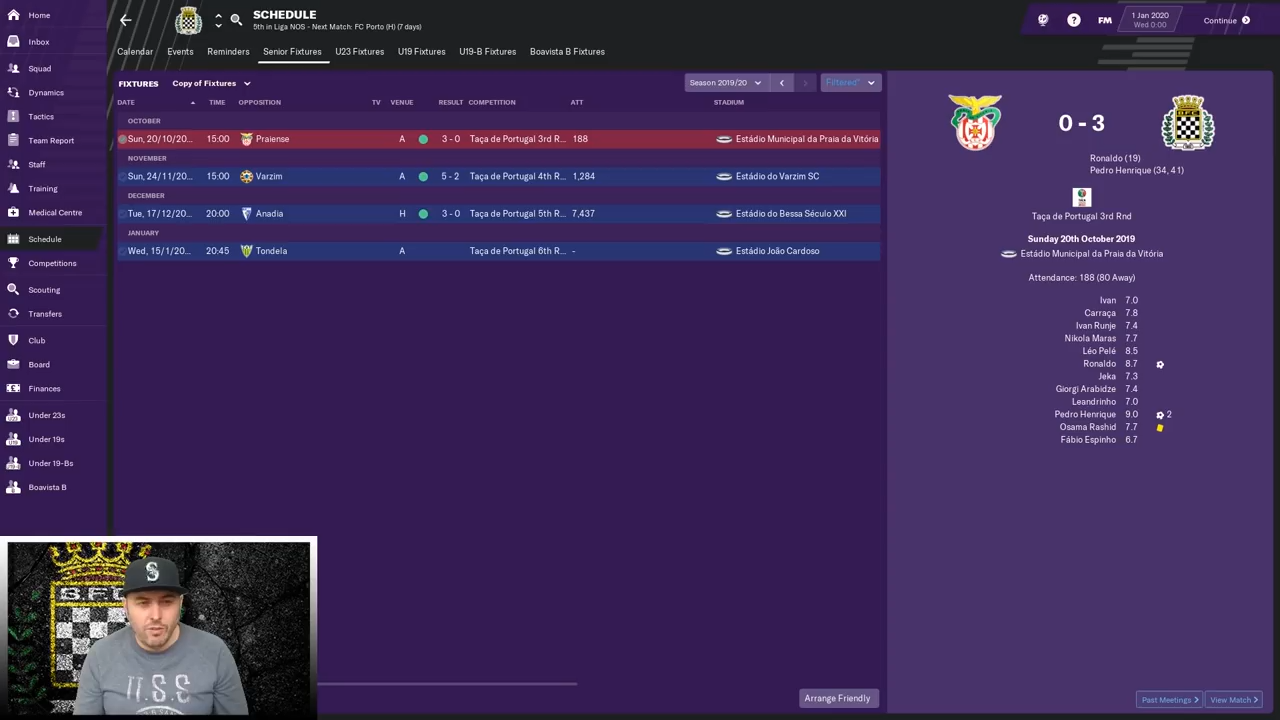 Home
Inbox
Squad
Dynamics
Tactics
Team Report
Staff
Training
Medical Centre
Schedule
Competitions
Scouting
Transfers
Club
Board
Finances
Under 23s
Under 19s
Under 19-Bs
Boavista B
SCHEDULE
5th in Liga NOS - Next Match: FC Porto (H) (7 days)
FM
1 Jan 2020
Wed 0:00
Continue
Calendar Events Reminders Senior Fixtures U23 Fixtures U19 Fixtures U19-B Fixtures Boavista B Fixtures
FIXTURES Copy of Fixtures Season 2019/20 Filtered*
DATE TIME OPPOSITION TV VENUE RESULT COMPETITION ATT STADIUM
OCTOBER
Sun, 20/10/20... 15:00 Praiense A 3 - 0 Taça de Portugal 3rd R... 188 Estádio Municipal da Praia da Vitória
NOVEMBER
Sun, 24/11/20... 15:00 Varzim A 5 - 2 Taça de Portugal 4th R... 1,284 Estádio do Varzim SC
DECEMBER
Tue, 17/12/20... 20:00 Anadia H 3 - 0 Taça de Portugal 5th R... 7,437 Estádio do Bessa Século XXI
JANUARY
Wed, 15/1/20... 20:45 Tondela A Taça de Portugal 6th R... - Estádio João Cardoso
0 - 3
Ronaldo (19)
Pedro Henrique (34, 41)
Taça de Portugal 3rd Rnd
Sunday 20th October 2019
Estádio Municipal da Praia da Vitória
Attendance: 188 (80 Away)
Ivan 7.0
Carraça 7.8
Ivan Runje 7.4
Nikola Maras 7.7
Léo Pelé 8.5
Ronaldo 8.7
Jeka 7.3
Giorgi Arabidze 7.4
Leandrinho 7.0
Pedro Henrique 9.0 2
Osama Rashid 7.7
Fábio Espinho 6.7
Arrange Friendly
Past Meetings
View Match
B.F.C
S